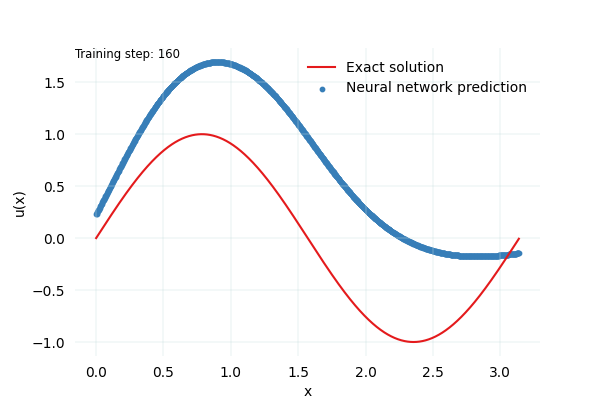 Training step: 160
Exact solution
Neural network prediction
1.5
1.0
0.5
0.0
−0.5
−1.0
u(x)
0.0 0.5 1.0 1.5 2.0 2.5 3.0
x